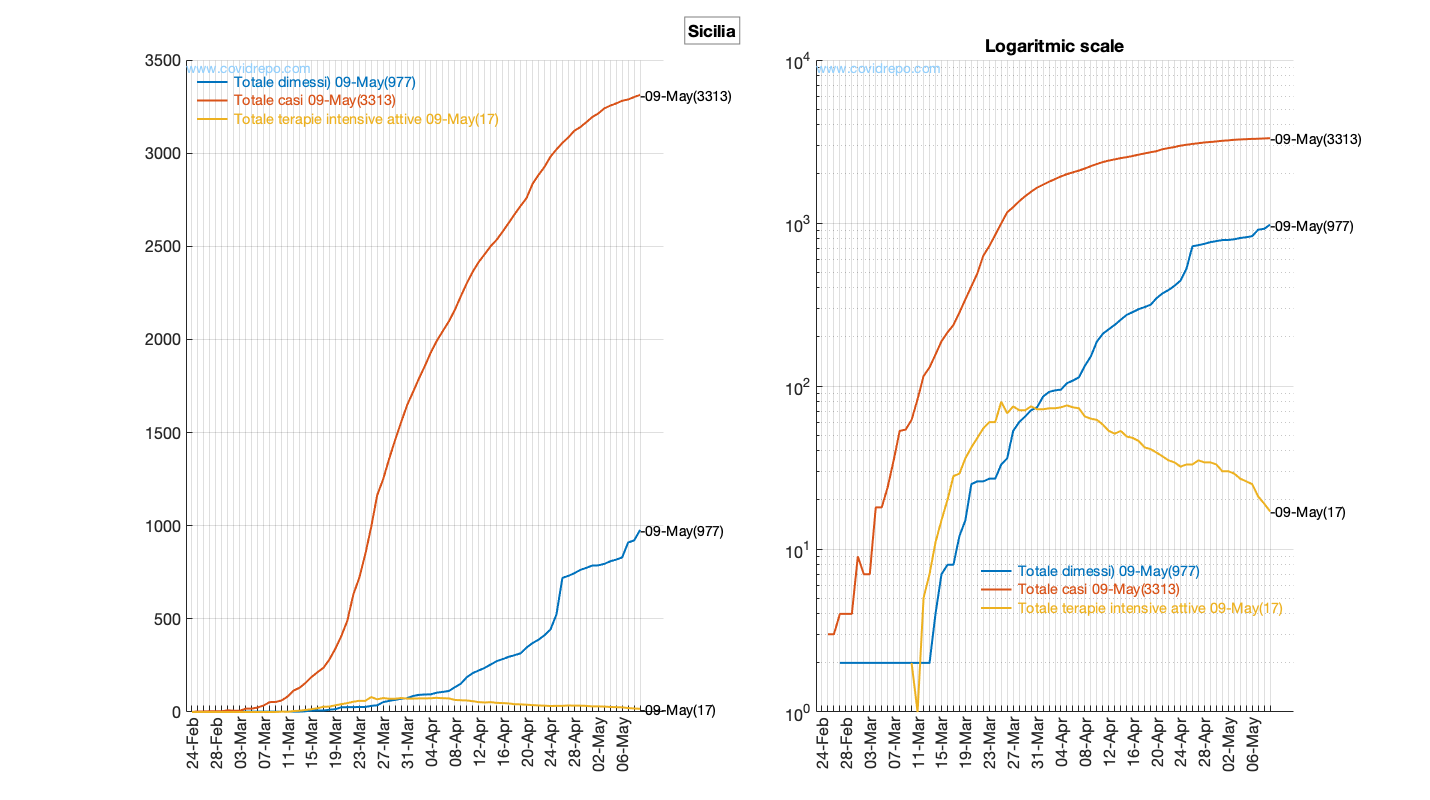 Sicilia
www.covidrepo.com
Totale dimessi) 09-May(977)
Totale casi 09-May(3313)
Totale terapie intensive attive 09-May(17)
3500
3000
2500
2000
1500
1000
500
0
-09-May(3313)
-09-May(977)
-09-May(17)
24-Feb
28-Feb
03-Mar
07-Mar
11-Mar
15-Mar
19-Mar
23-Mar
27-Mar
31-Mar
04-Apr
08-Apr
12-Apr
16-Apr
20-Apr
24-Apr
28-Apr
02-May
06-May
Logaritmic scale
www.covidrepo.com
10^4
10^3
10^2
10^1
10^0
-09-May(3313)
-09-May(977)
-09-May(17)
Totale dimessi) 09-May(977)
Totale casi 09-May(3313)
Totale terapie intensive attive 09-May(17)
24-Feb
28-Feb
03-Mar
07-Mar
11-Mar
15-Mar
19-Mar
23-Mar
27-Mar
31-Mar
04-Apr
08-Apr
12-Apr
16-Apr
20-Apr
24-Apr
28-Apr
02-May
06-May